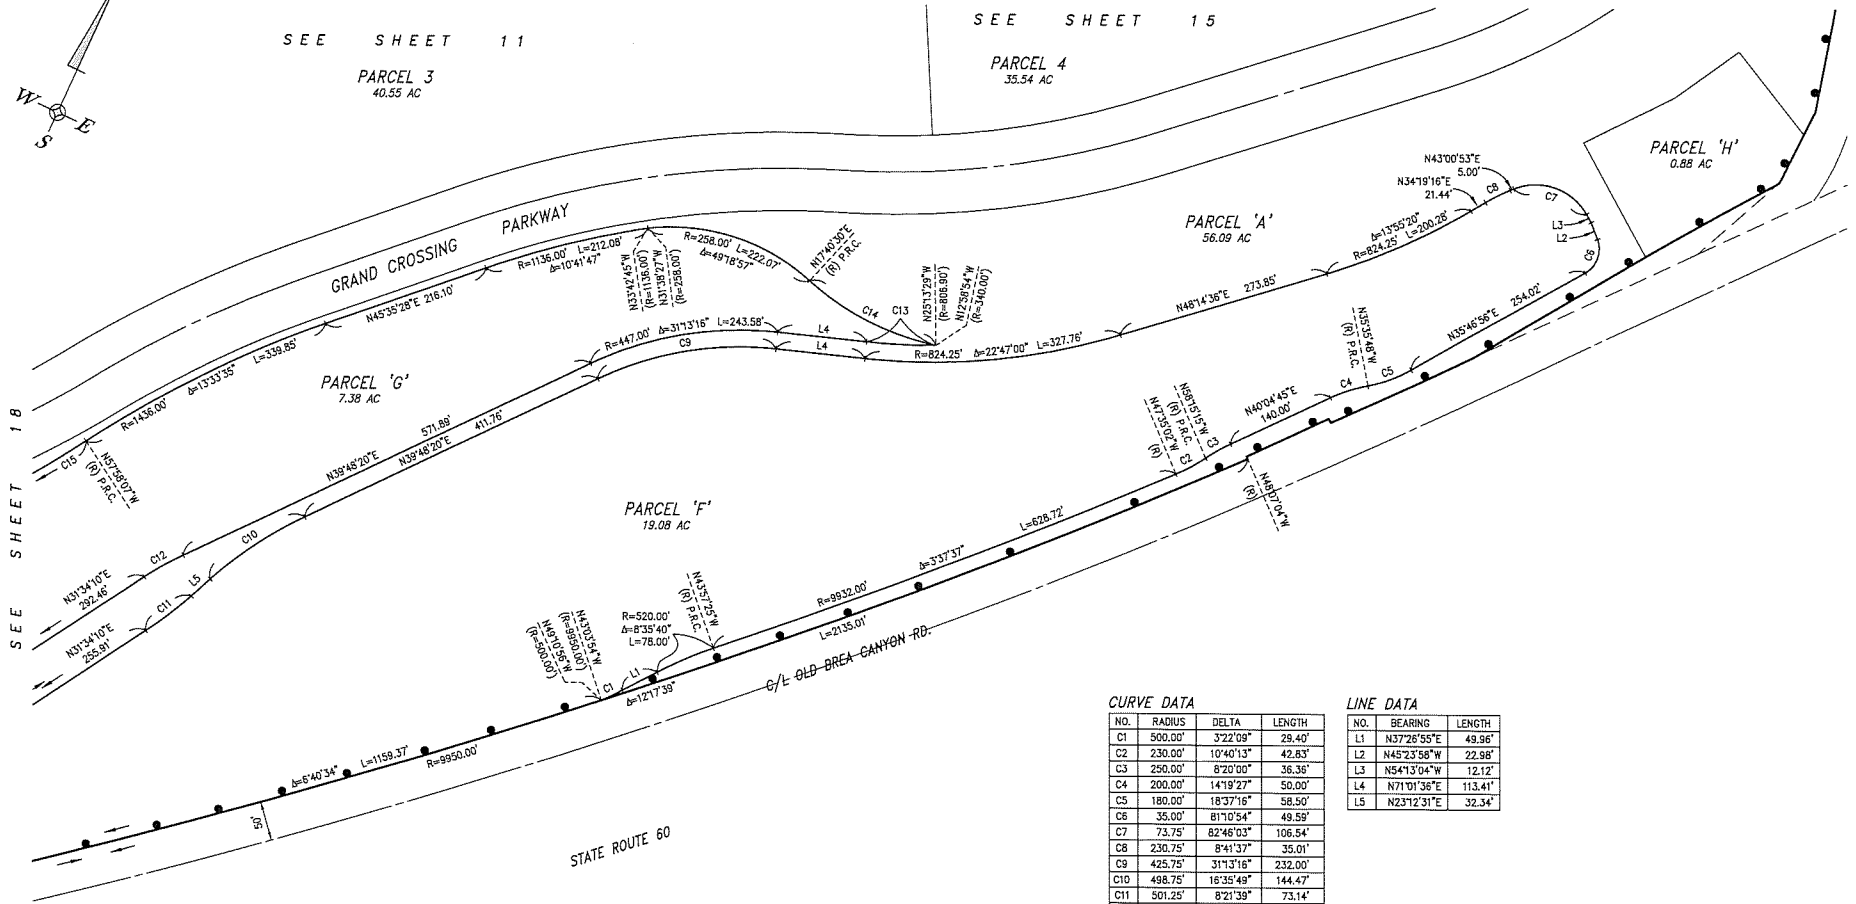 SEE SHEET 11
SEE SHEET 15
PARCEL 3
40.55 AC
PARCEL 4
35.54 AC
W
E
S
PARCEL 'H'
0.88 AC
N43°00'53"E
5.00'
N34°19'16"E
21.44'
C8
C7
L3
L2
C6
PARCEL 'A'
56.09 AC
Δ=13°55'20"
R=824.25' L=200.28'
GRAND CROSSING PARKWAY
R=258.00' L=222.07'
Δ=49°18'57"
N17°40'30"E
(R) P.R.C.
R=1136.00' L=212.08'
Δ=10°41'47"
N33°42'45"W
(R=1136.00')
N31°38'27"W
(R=258.00')
N25°13'29"W
(R=806.90')
N12°58'54"W
(R=340.00')
N45°35'28"E 216.10'
C14
C13
N48°14'36"E 273.85'
N35°46'56"E 254.02'
L=339.85'
Δ=13°33'35"
R=1436.00'
R=447.00' Δ=31°13'16" L=243.58'
C9
L4
L4
R=824.25' Δ=22°47'00" L=327.76'
N35°35'48"W
(R) P.R.C.
C4
C5
PARCEL 'G'
7.38 AC
571.89'
N39°48'20"E
N39°48'20"E 411.76'
N40°04'45"E
140.00'
N58°15'15"W
(R) P.R.C.
N47°35'02"W
(R)
C3
C2
SEE SHEET 18
C15
N57°58'07"W
(R) P.R.C.
N48°07'04"W
(R)
PARCEL 'F'
19.08 AC
L=628.72'
Δ=3°37'37"
R=9932.00'
C12
C10
L5
C11
N31°34'10"E
292.46'
N31°34'10"E
255.91'
N43°57'25"W
(R) P.R.C.
R=520.00'
Δ=8°35'40"
L=78.00'
N43°03'54"W
(R=9950.00')
N49°10'56"W
(R=500.00')
C1
L1
L=2135.01'
Δ=12°17'39"
C/L OLD BREA CANYON RD.
Δ=6°40'34" L=1159.37'
R=9950.00'
50'
STATE ROUTE 60
CURVE DATA
NO. RADIUS DELTA LENGTH
C1 500.00' 3°22'09" 29.40'
C2 230.00' 10°40'13" 42.83'
C3 250.00' 8°20'00" 36.36'
C4 200.00' 14°19'27" 50.00'
C5 180.00' 18°37'16" 58.50'
C6 35.00' 81°10'54" 49.59'
C7 73.75' 82°46'03" 106.54'
C8 230.75' 8°41'37" 35.01'
C9 425.75' 31°13'16" 232.00'
C10 498.75' 16°35'49" 144.47'
C11 501.25' 8°21'39" 73.14'
LINE DATA
NO. BEARING LENGTH
L1 N37°26'55"E 49.96'
L2 N45°23'58"W 22.98'
L3 N54°13'04"W 12.12'
L4 N71°01'36"E 113.41'
L5 N23°12'31"E 32.34'